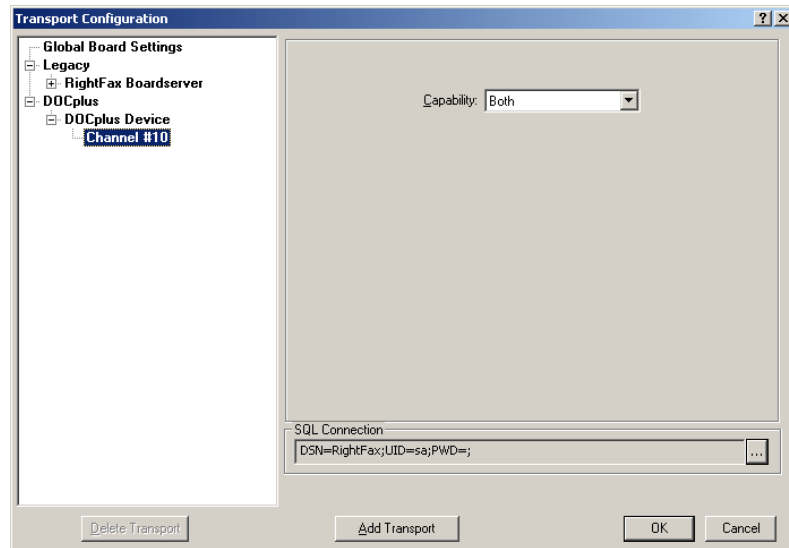 Transport Configuration
Global Board Settings
Legacy
RightFax Boardserver
DOCplus
DOCplus Device
Channel #10
Capability: Both
SQL Connection
DSN=RightFax;UID=sa;PWD=;
...
Delete Transport Add Transport OK Cancel